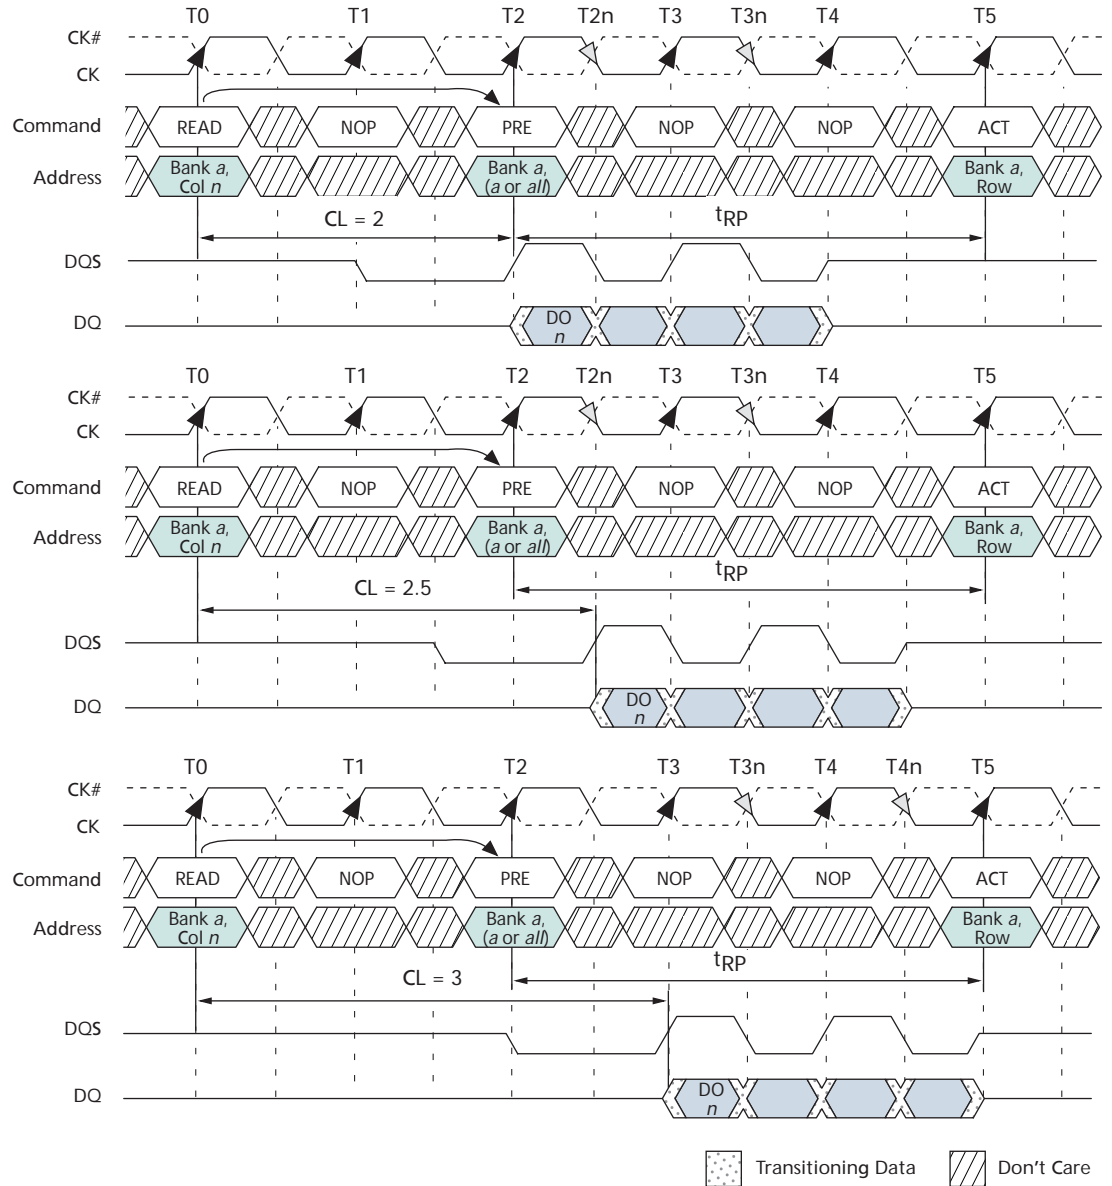 T0 T1 T2 T2n T3 T3n T4 T5
CK#
CK
Command READ NOP PRE NOP NOP ACT
Address Bank a, Col n Bank a, (a or all) Bank a, Row
CL = 2 tRP
DQS
DQ DO n
T0 T1 T2 T2n T3 T3n T4 T5
CK#
CK
Command READ NOP PRE NOP NOP ACT
Address Bank a, Col n Bank a, (a or all) Bank a, Row
CL = 2.5 tRP
DQS
DQ DO n
T0 T1 T2 T3 T3n T4 T4n T5
CK#
CK
Command READ NOP PRE NOP NOP ACT
Address Bank a, Col n Bank a, (a or all) Bank a, Row
CL = 3 tRP
DQS
DQ DO n
Transitioning Data Don't Care